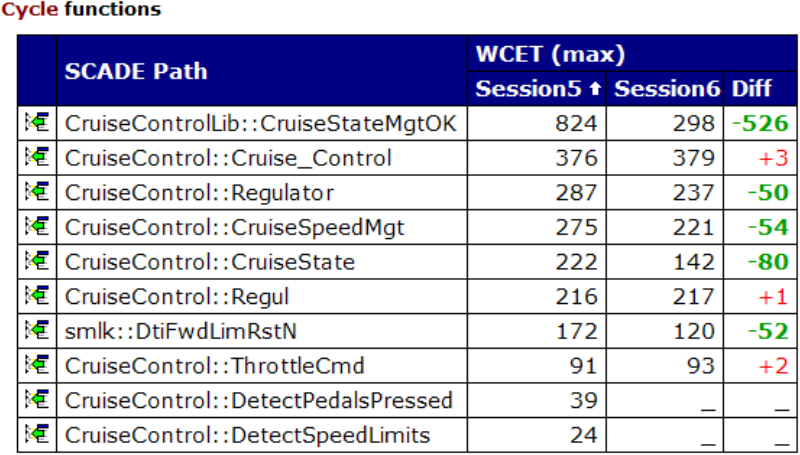 Cycle functions
SCADE Path WCET (max)
Session5 ⬆ Session6 Diff
CruiseControlLib::CruiseStateMgtOK 824 298 -526
CruiseControl::Cruise_Control 376 379 +3
CruiseControl::Regulator 287 237 -50
CruiseControl::CruiseSpeedMgt 275 221 -54
CruiseControl::CruiseState 222 142 -80
CruiseControl::Regul 216 217 +1
smlk::DtiFwdLimRstN 172 120 -52
CruiseControl::ThrottleCmd 91 93 +2
CruiseControl::DetectPedalsPressed 39 _ _
CruiseControl::DetectSpeedLimits 24 _ _